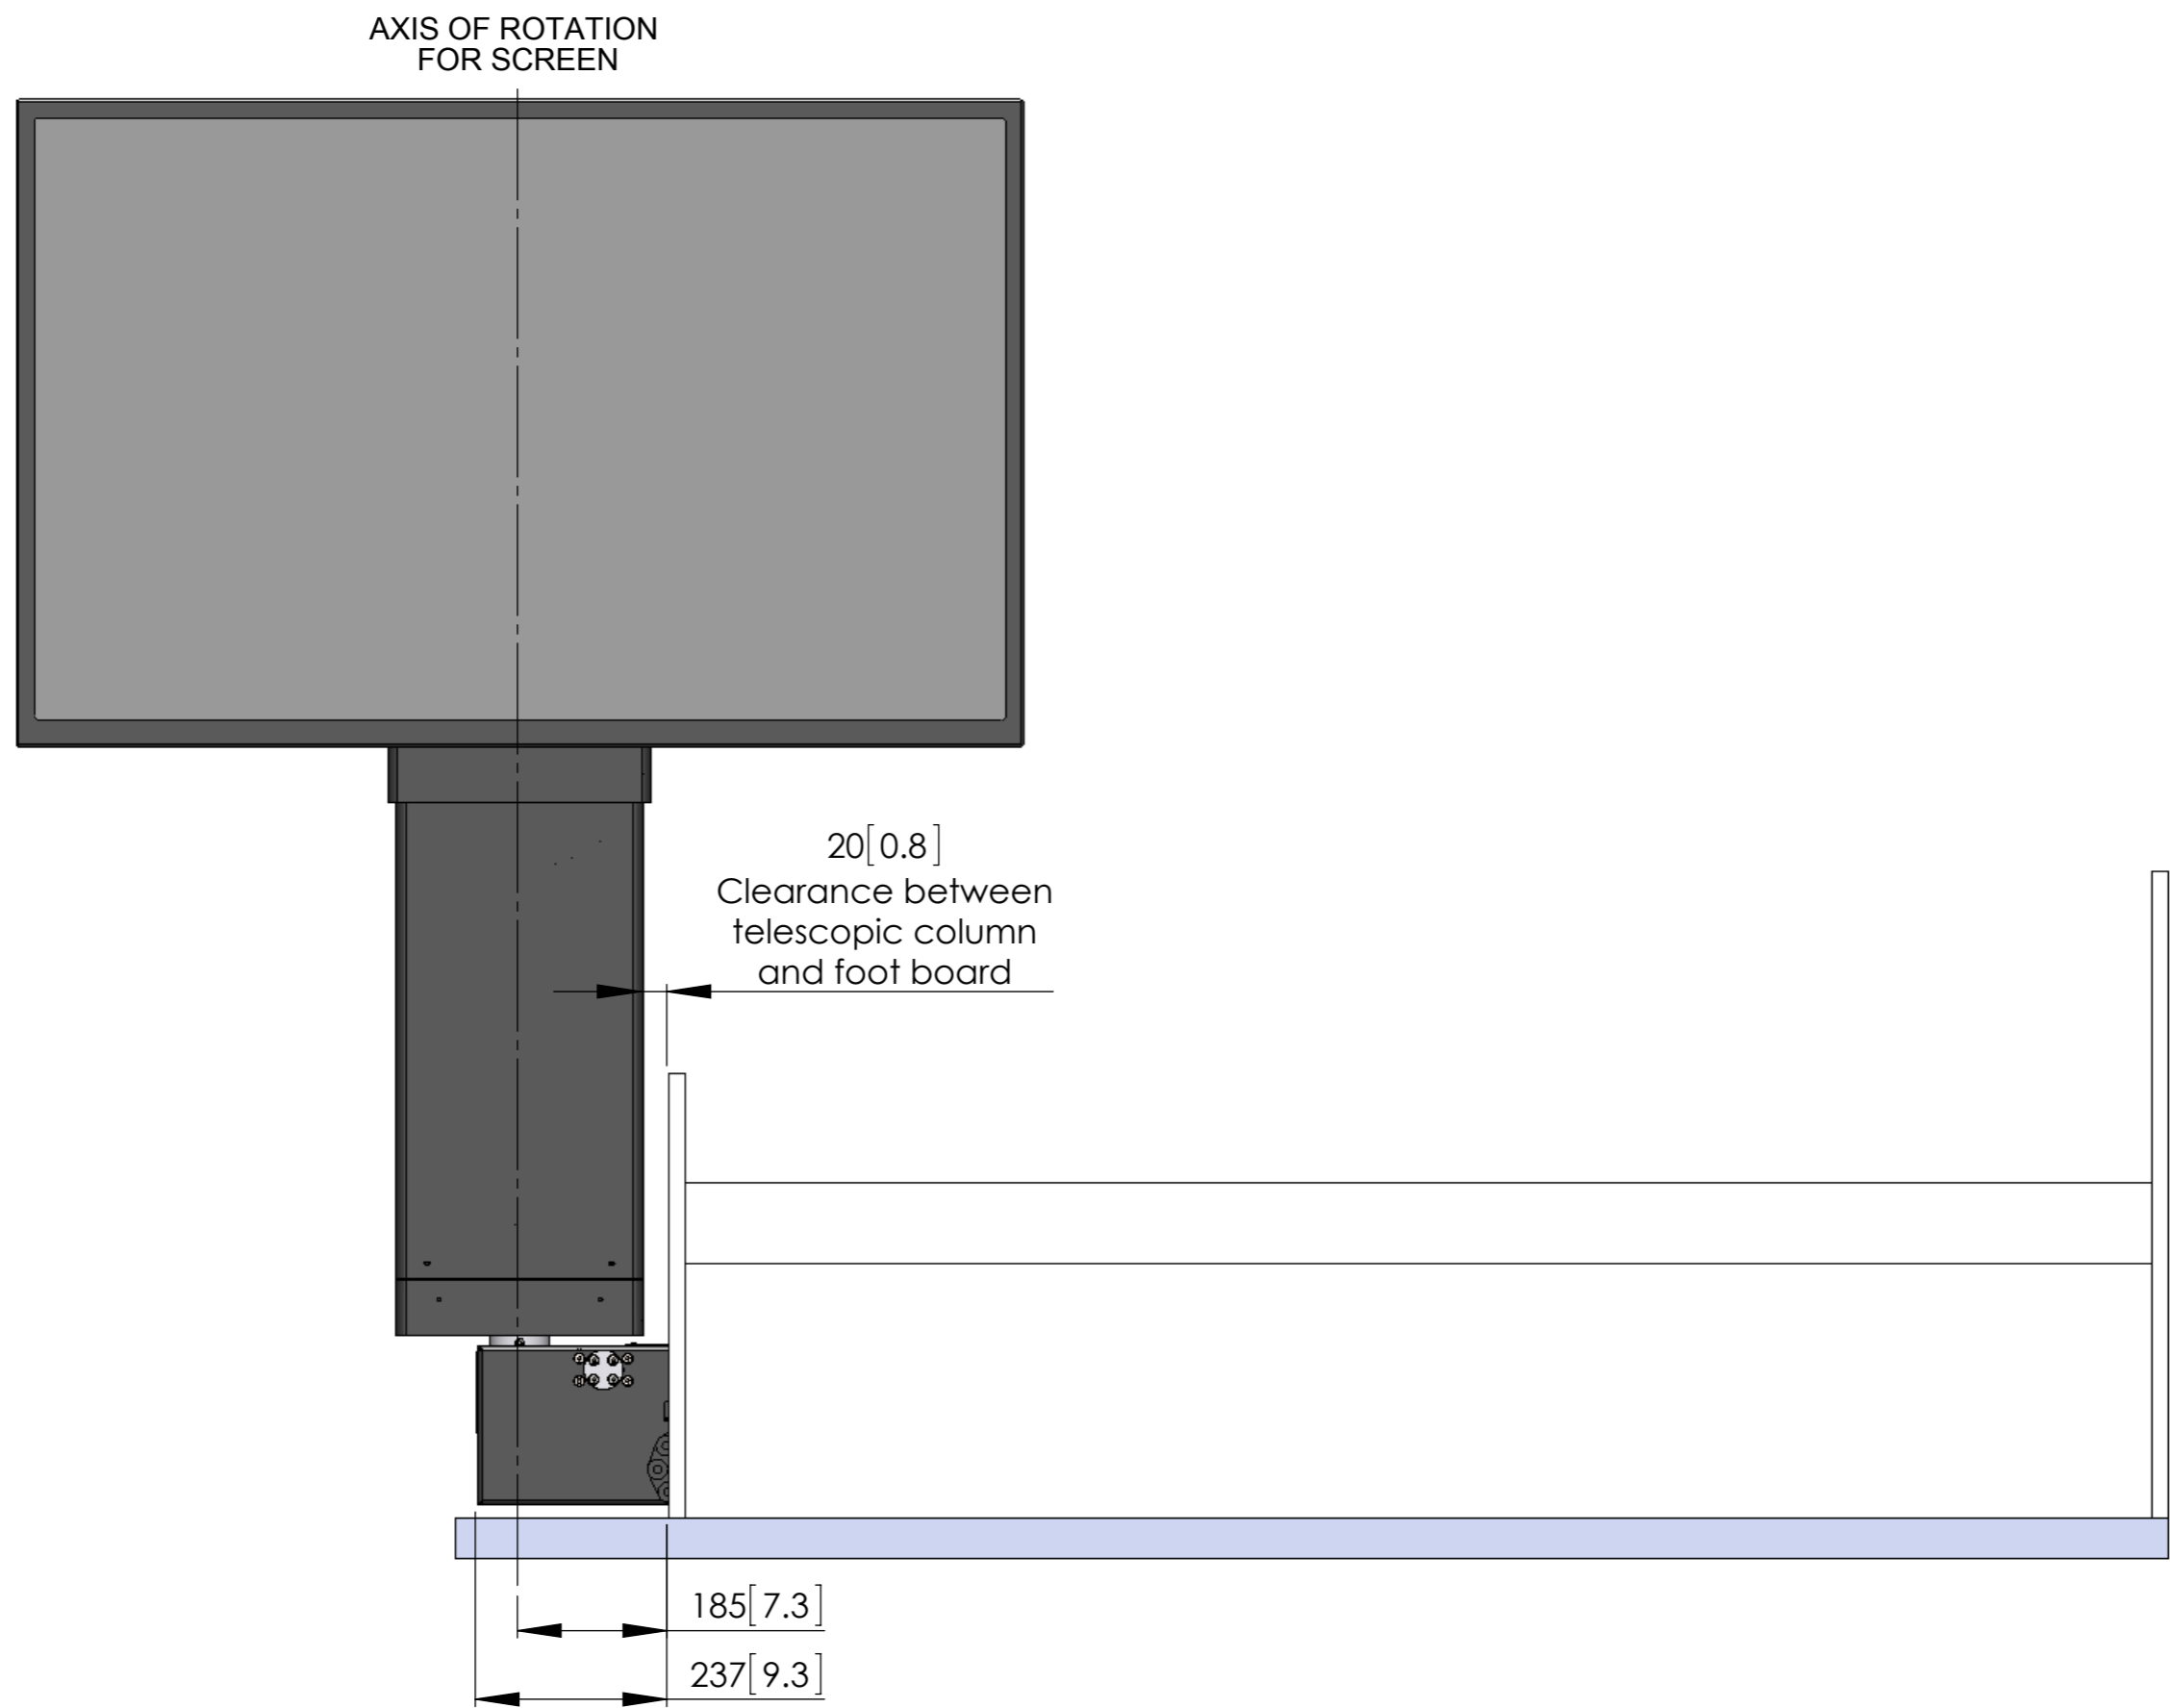 AXIS OF ROTATION
FOR SCREEN
20[0.8]
Clearance between
telescopic column
and foot board
185[7.3]
237[9.3]